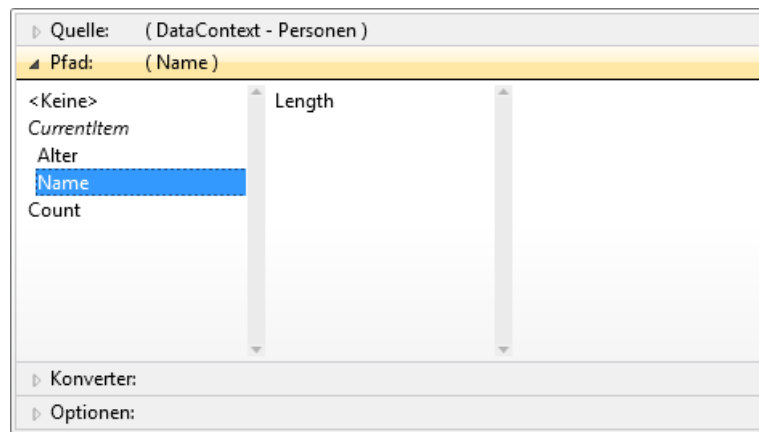 Quelle: ( DataContext - Personen )
Pfad: ( Name )
<Keine>
CurrentItem
Alter
Name
Count
Length
Konverter:
Optionen: